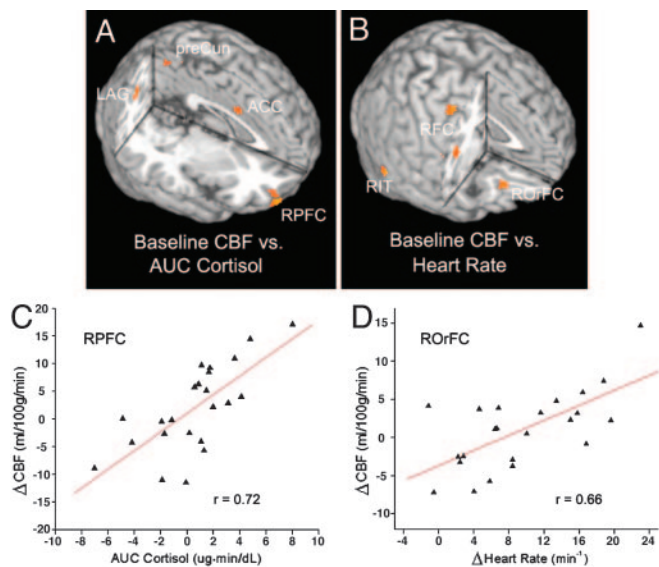 A
preCun
LAG
ACC
RPFC
Baseline CBF vs.
AUC Cortisol
B
RFC
RIT
ROrFC
Baseline CBF vs.
Heart Rate
C
RPFC
ΔCBF (ml/100g/min)
20
15
10
5
0
-5
-10
-15
-20
r = 0.72
-10 -8 -6 -4 -2 0 2 4 6 8 10
AUC Cortisol (ug-min/dL)
D
ROrFC
ΔCBF (ml/100g/min)
15
10
5
0
-5
-10
r = 0.66
-4 0 4 8 12 16 20 24
ΔHeart Rate (min⁻¹)